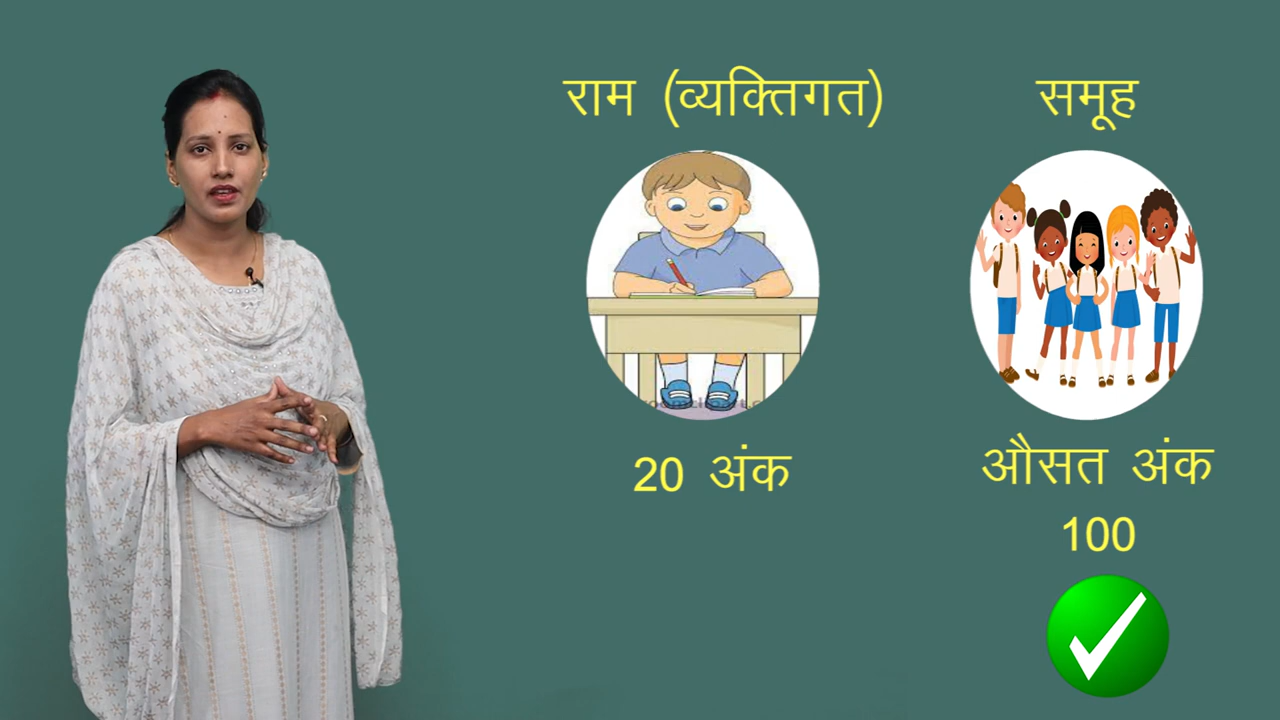 राम (व्यक्तिगत)
समूह
20 अंक
औसत अंक
100